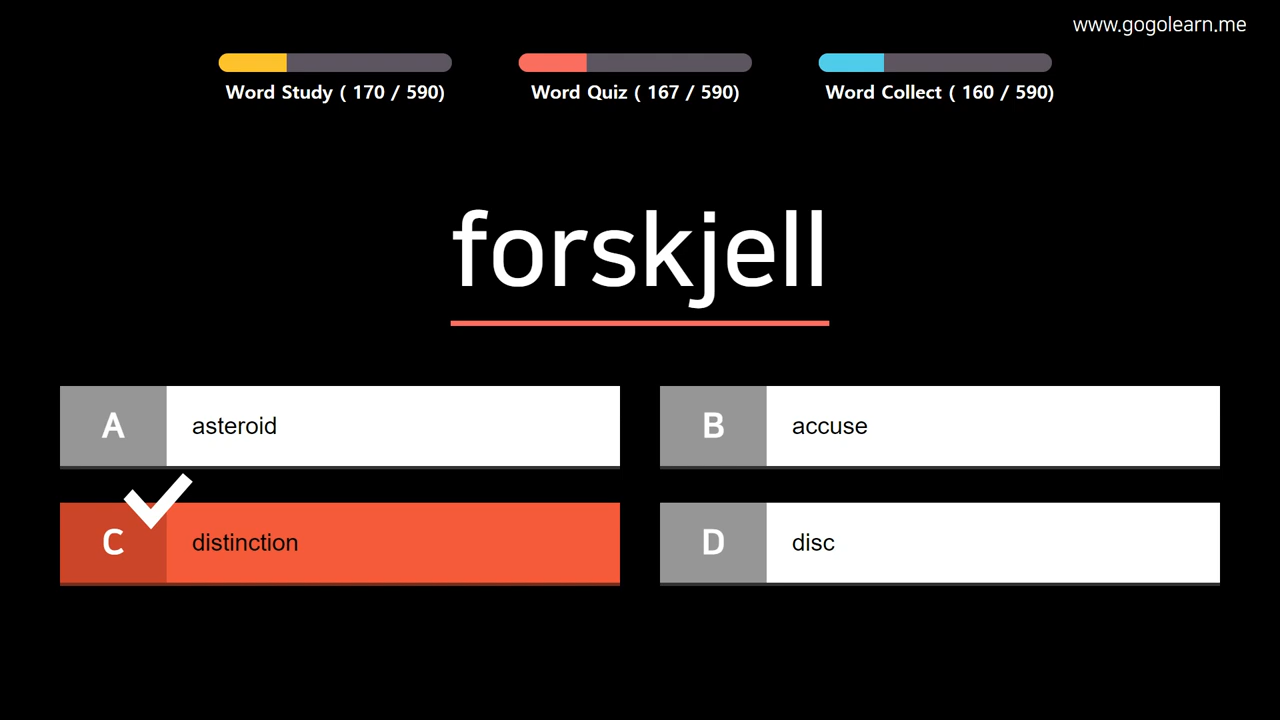 www.gogolearn.me
Word Study ( 170 / 590)
Word Quiz ( 167 / 590)
Word Collect ( 160 / 590)
forskjell
A asteroid
B accuse
C distinction
D disc